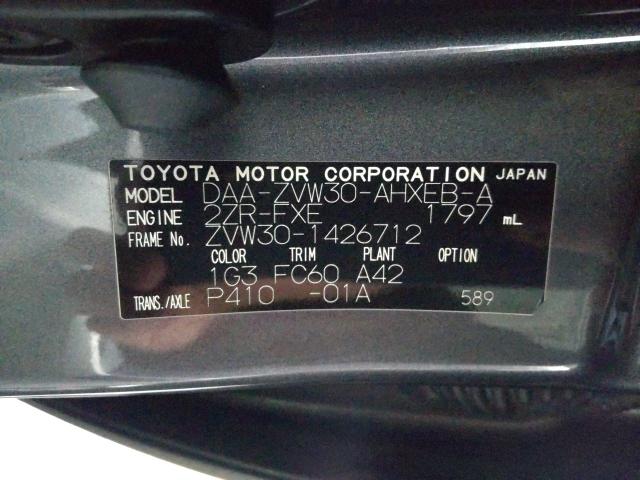 TOYOTA MOTOR CORPORATION JAPAN
MODEL DAA-ZVW30-AHXEB-A
ENGINE 2ZR-FXE 1797 mL
FRAME No. ZVW30-1426712
COLOR TRIM PLANT OPTION
1G3 FC60 A42
TRANS./AXLE P410 -01A 589